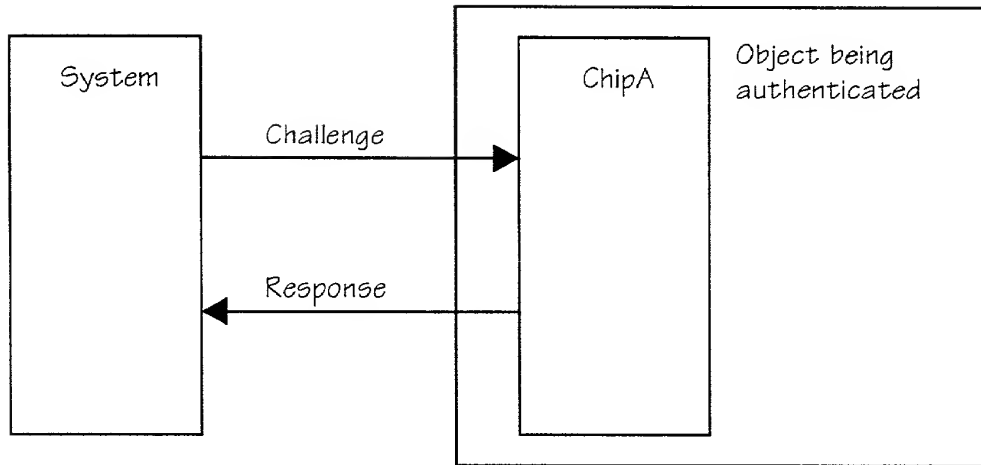 System
ChipA
Object being
authenticated
Challenge
Response